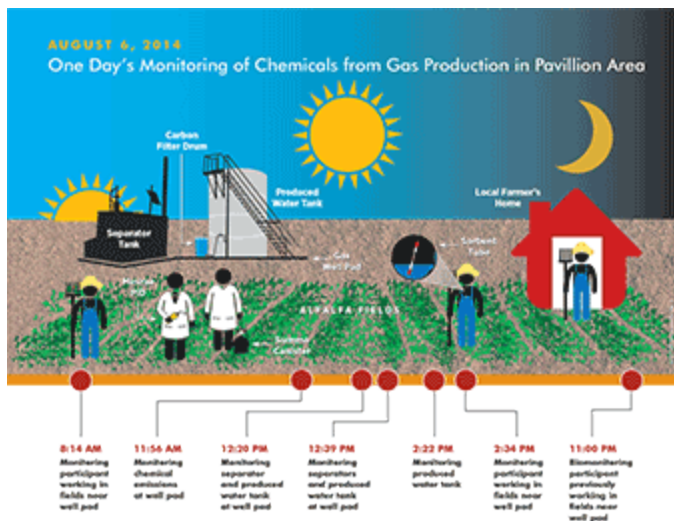 AUGUST 6, 2014
One Day's Monitoring of Chemicals from Gas Production in Pavillion Area
Carbon
Filter Drum
Produced
Water Tank
Local Farmer's
Home
Separator
Tank
Gas
Well Pad
Sorbent
Tube
MiniRae
PID
ALFALFA FIELDS
Summa
Canister
8:14 AM
Monitoring
participant
working in
fields near
well pad
11:56 AM
Monitoring
chemical
emissions
at well pad
12:20 PM
Monitoring
separator
and produced
water tank
at well pad
12:39 PM
Monitoring
separators
and produced
water tank
at well pad
2:22 PM
Monitoring
produced
water tank
2:34 PM
Monitoring
participant
working in
fields near
well pad
11:00 PM
Biomonitoring
participant
previously
working in
fields near
well pad